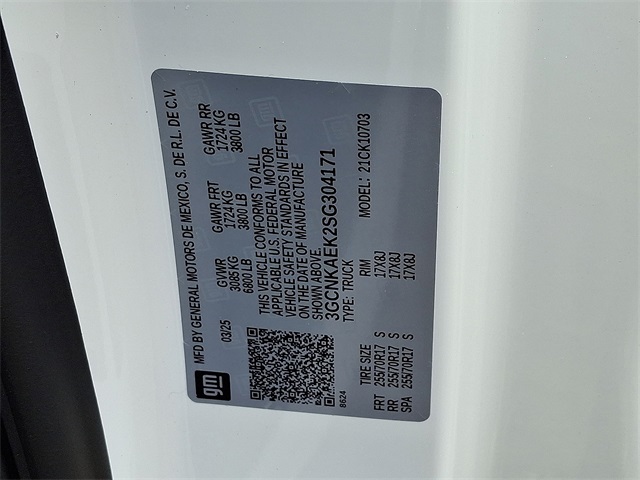 MFD BY GENERAL MOTORS DE MEXICO, S. DE R.L. DE C.V.
03/25 GVWR GAWR FRT GAWR RR
3085 KG 1724 KG 1724 KG
6800 LB 3800 LB 3800 LB
THIS VEHICLE CONFORMS TO ALL
APPLICABLE U.S. FEDERAL MOTOR
VEHICLE SAFETY STANDARDS IN EFFECT
ON THE DATE OF MANUFACTURE
SHOWN ABOVE.
3GCNKAEK2SG304171
TYPE: TRUCK MODEL: 21CK10703
gm
8624
TIRE SIZE RIM
FRT 255/70R17 S 17X8J
RR 255/70R17 S 17X8J
SPA 255/70R17 S 17X8J